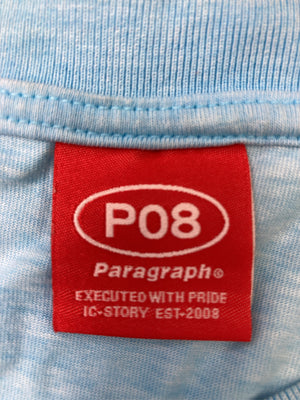 P08
Paragraph®
EXECUTED WITH PRIDE
IC-STORY EST-2008